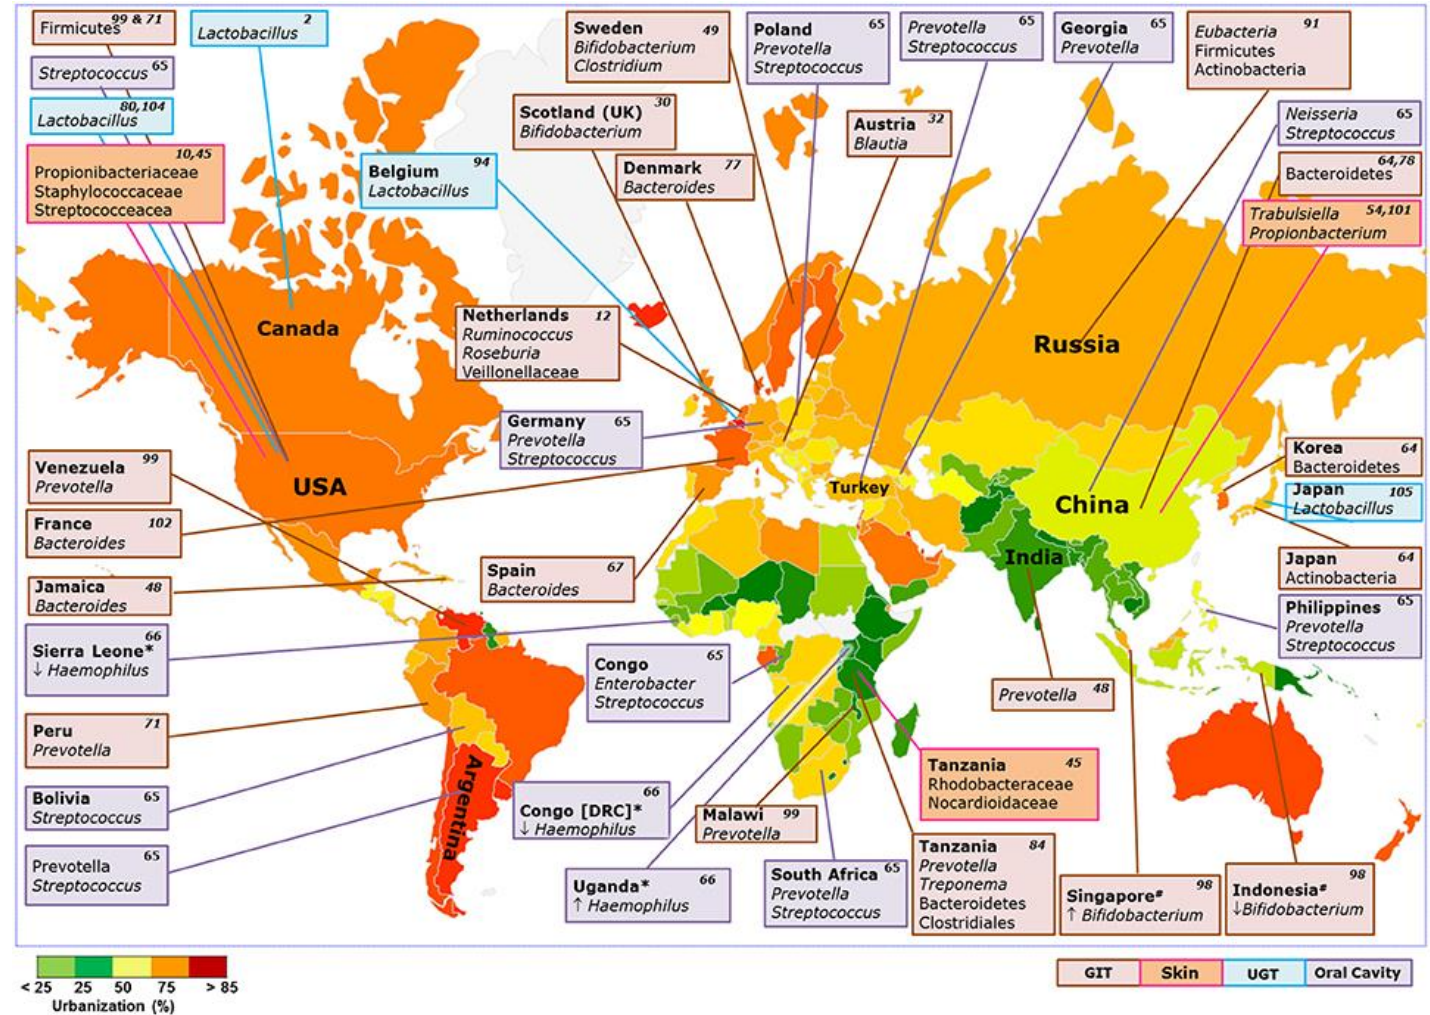 Firmicutes 99 & 71
Lactobacillus 2
Streptococcus 65
Lactobacillus 80,104
10,45
Propionibacteriaceae
Staphylococcaceae
Streptococceacea
Sweden 49
Bifidobacterium
Clostridium
Poland 65
Prevotella
Streptococcus
Prevotella 65
Streptococcus
Georgia 65
Prevotella
Eubacteria 91
Firmicutes
Actinobacteria
Scotland (UK) 30
Bifidobacterium
Austria 32
Blautia
Neisseria 65
Streptococcus
Belgium 94
Lactobacillus
Denmark 77
Bacteroides
64,78
Bacteroidetes
Trabulsiella 54,101
Propionbacterium
Netherlands 12
Ruminococcus
Roseburia
Veillonellaceae
Canada
Russia
Germany 65
Prevotella
Streptococcus
USA
Turkey
China
India
Argentina
Korea 64
Bacteroidetes
Japan 105
Lactobacillus
Venezuela 99
Prevotella
France 102
Bacteroides
Spain 67
Bacteroides
Japan 64
Actinobacteria
Jamaica 48
Bacteroides
Philippines 65
Prevotella
Streptococcus
Sierra Leone* 66
↓ Haemophilus
Congo 65
Enterobacter
Streptococcus
Prevotella 48
Peru 71
Prevotella
Tanzania 45
Rhodobacteraceae
Nocardioidaceae
Bolivia 65
Streptococcus
Congo [DRC]* 66
↓ Haemophilus
Malawi 99
Prevotella
Prevotella 65
Streptococcus
Uganda* 66
↑ Haemophilus
South Africa 65
Prevotella
Streptococcus
Tanzania 84
Prevotella
Treponema
Bacteroidetes
Clostridiales
Singapore# 98
↑ Bifidobacterium
Indonesia# 98
↓Bifidobacterium
< 25 25 50 75 > 85
Urbanization (%)
GIT Skin UGT Oral Cavity